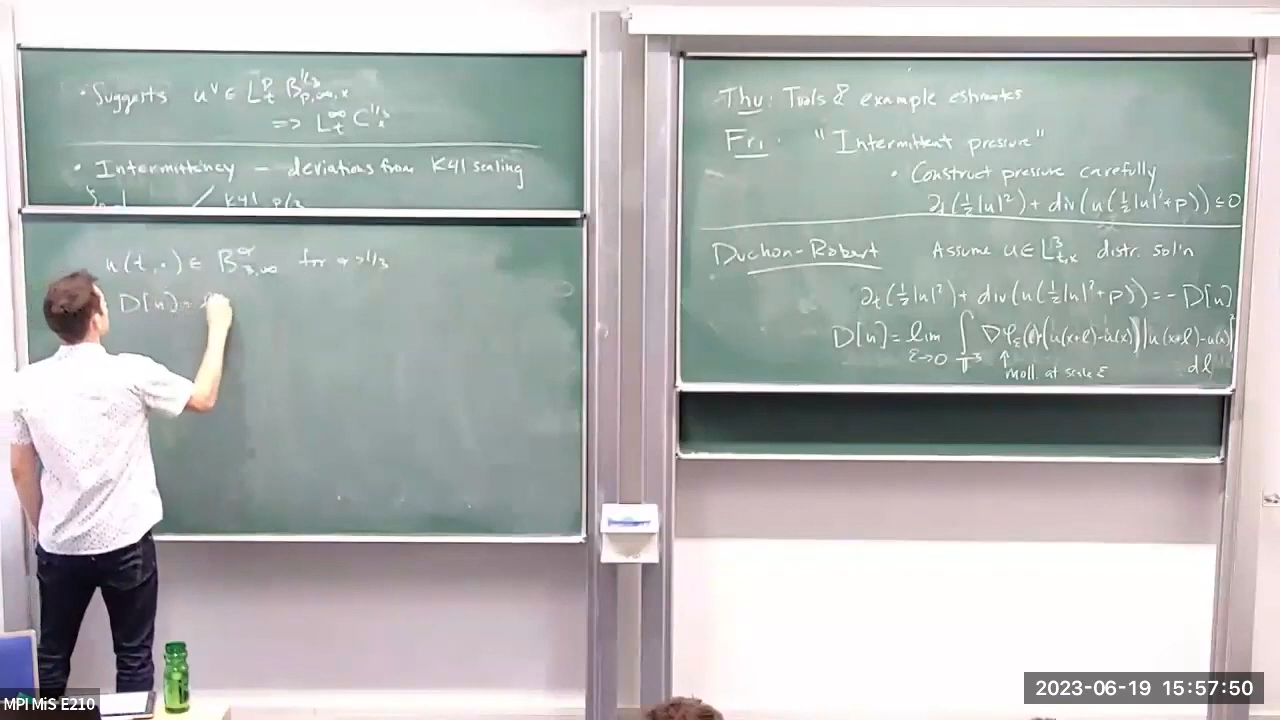 · Suggests u^ν ∈ L^p_t B^{1/3}_{p,∞,x}
⇒ L^∞_t C^{1/3}_x
· Intermittency – deviations from K41 scaling
K41 p/3
u(t,·) ∈ B^α_{3,∞} for α > 1/3
D[u] =
Thu: Tools & example estimates
Fri: "Intermittent pressure"
· Construct pressure carefully
∂_t(½|u|²) + div(u(½|u|²+p)) ≤ 0
Duchon-Robert Assume u ∈ L³_{t,x} distr. sol'n
∂_t(½|u|²) + div(u(½|u|²+p)) = - D[u]
D[u] = lim_{ε→0} ∫_{𝕋³} ∇φ_ε(ℓ)·(u(x+ℓ)-u(x))|u(x+ℓ)-u(x)|²
↑
moll. at scale ε dℓ
MPI MiS E210
2023-06-19 15:57:50